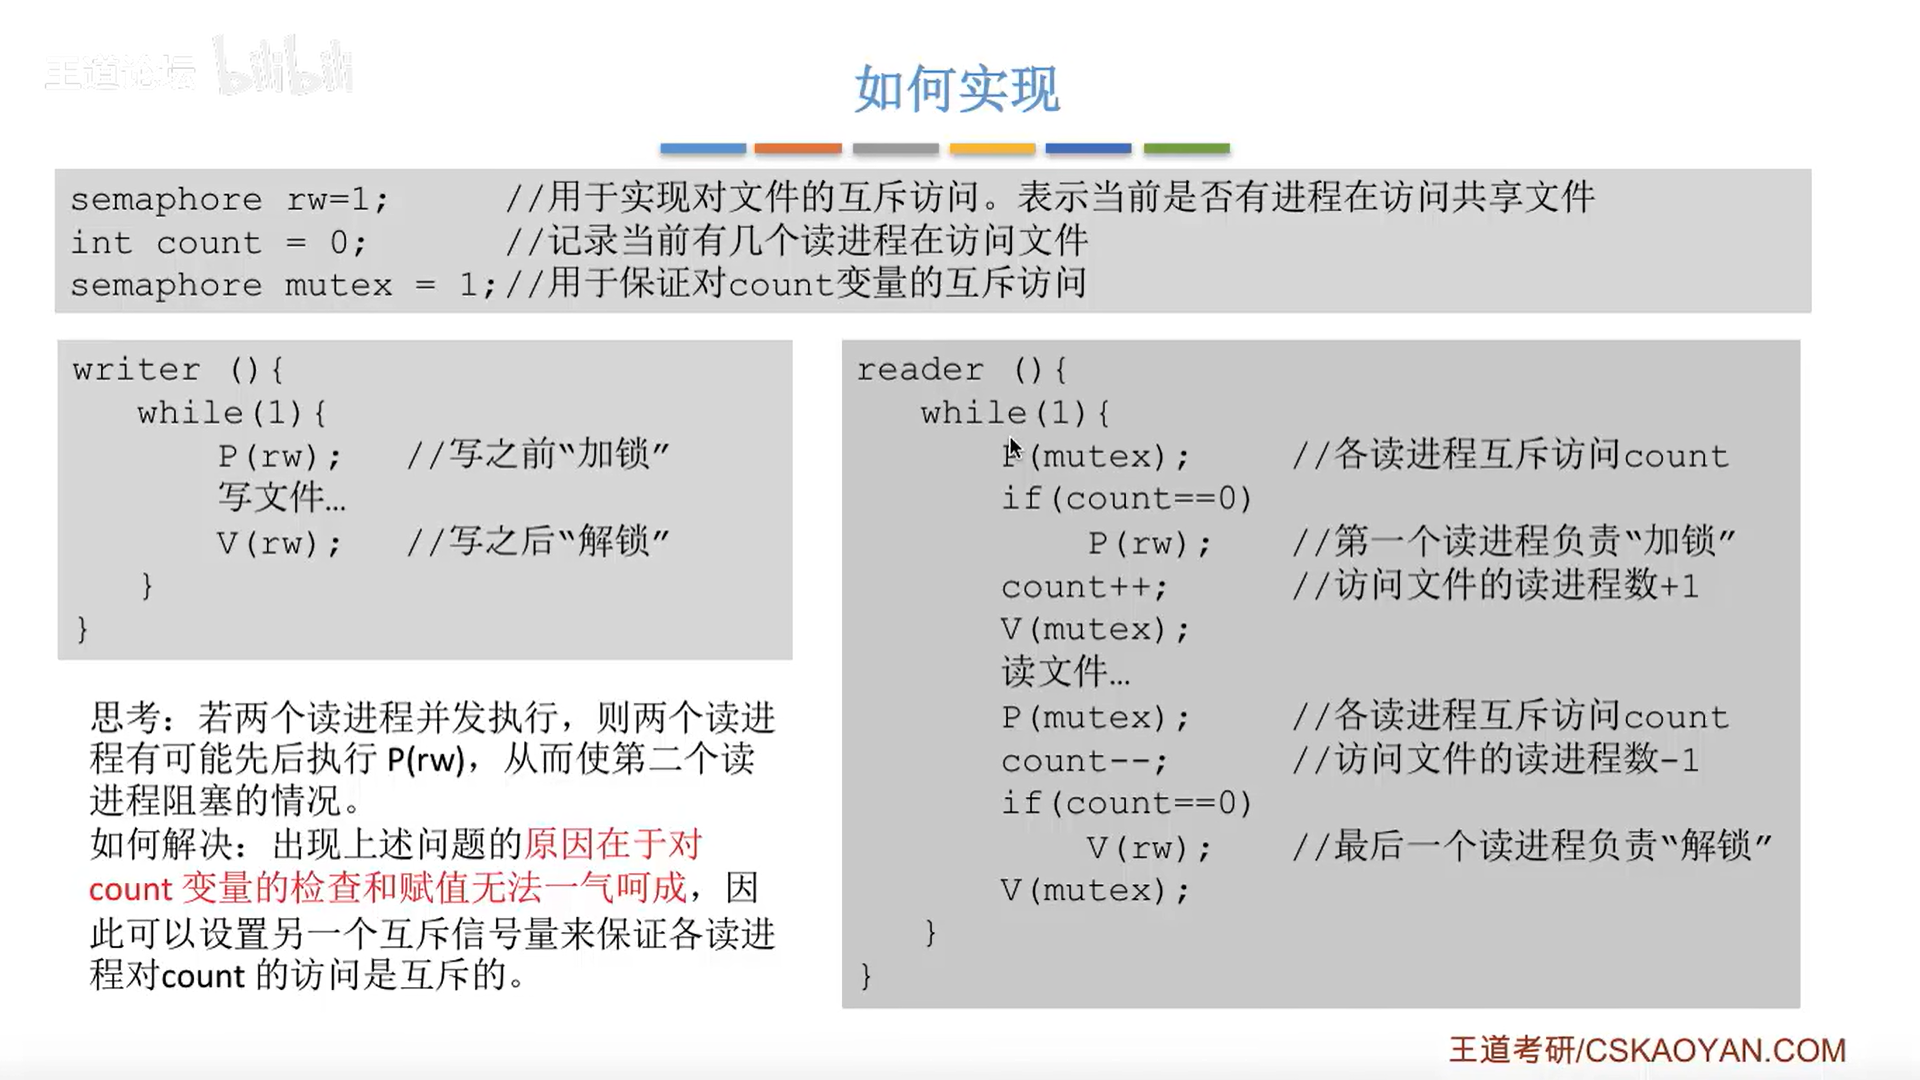 王道论坛 bilibili
如何实现
semaphore rw=1; //用于实现对文件的互斥访问。表示当前是否有进程在访问共享文件
int count = 0; //记录当前有几个读进程在访问文件
semaphore mutex = 1;//用于保证对count变量的互斥访问
writer (){
while(1){
P(rw); //写之前“加锁”
写文件…
V(rw); //写之后“解锁”
}
}
思考：若两个读进程并发执行，则两个读进
程有可能先后执行 P(rw)，从而使第二个读
进程阻塞的情况。
如何解决：出现上述问题的原因在于对
count 变量的检查和赋值无法一气呵成，因
此可以设置另一个互斥信号量来保证各读进
程对count 的访问是互斥的。
reader (){
while(1){
P(mutex); //各读进程互斥访问count
if(count==0)
P(rw); //第一个读进程负责“加锁”
count++; //访问文件的读进程数+1
V(mutex);
读文件…
P(mutex); //各读进程互斥访问count
count--; //访问文件的读进程数-1
if(count==0)
V(rw); //最后一个读进程负责“解锁”
V(mutex);
}
}
王道考研/CSKAOYAN.COM